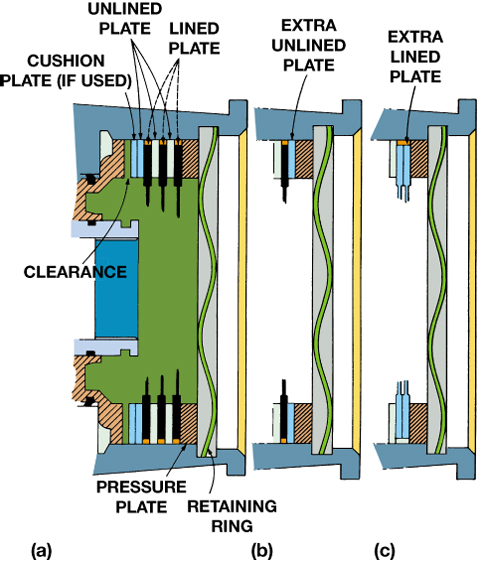 UNLINED
PLATE
LINED
PLATE
CUSHION
PLATE (IF USED)
EXTRA
UNLINED
PLATE
EXTRA
LINED
PLATE
CLEARANCE
PRESSURE
PLATE
RETAINING
RING
(a)
(b)
(c)